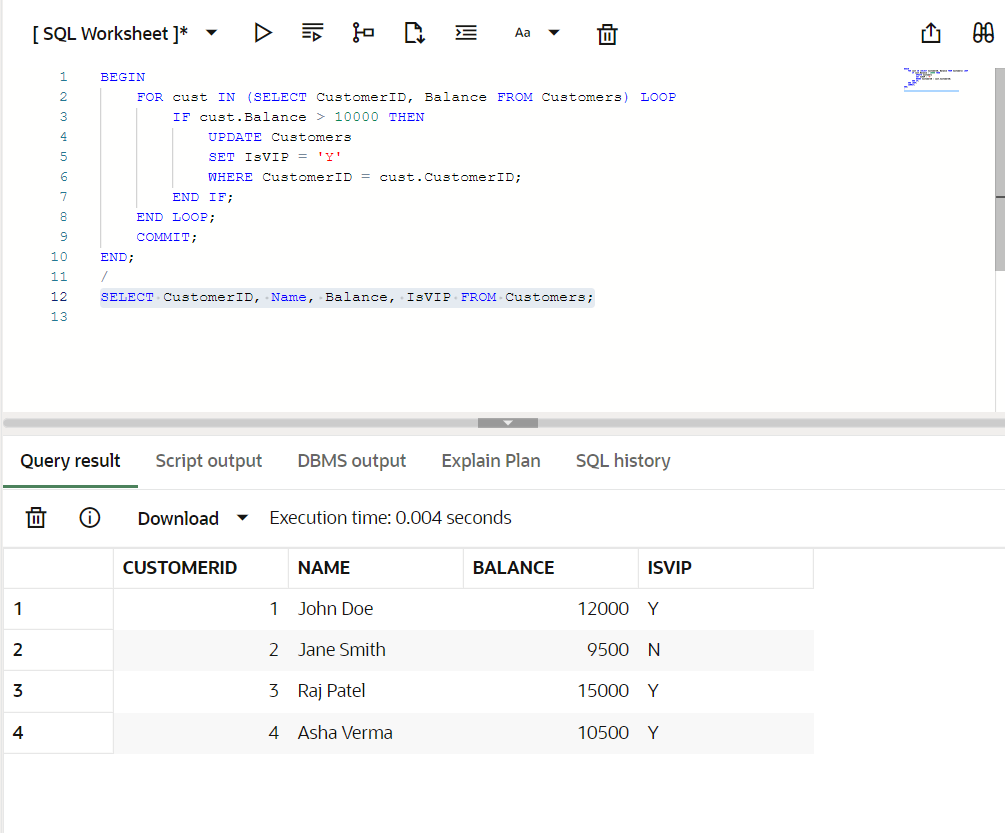 [ SQL Worksheet ]*
Aa
1 BEGIN
2 FOR cust IN (SELECT CustomerID, Balance FROM Customers) LOOP
3 IF cust.Balance > 10000 THEN
4 UPDATE Customers
5 SET IsVIP = 'Y'
6 WHERE CustomerID = cust.CustomerID;
7 END IF;
8 END LOOP;
9 COMMIT;
10 END;
11 /
12 SELECT CustomerID, Name, Balance, IsVIP FROM Customers;
13
Query result Script output DBMS output Explain Plan SQL history
Download Execution time: 0.004 seconds
CUSTOMERID NAME BALANCE ISVIP
1 1 John Doe 12000 Y
2 2 Jane Smith 9500 N
3 3 Raj Patel 15000 Y
4 4 Asha Verma 10500 Y